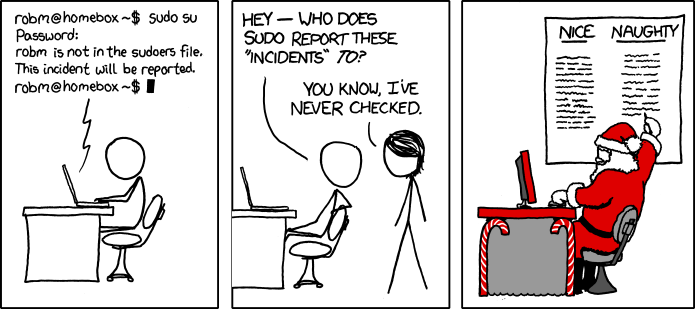 robm@homebox~$ sudo su
Password:
robm is not in the sudoers file.
This incident will be reported.
robm@homebox~$
HEY — WHO DOES
SUDO REPORT THESE
"INCIDENTS" TO?
YOU KNOW, I'VE
NEVER CHECKED.
NICE NAUGHTY